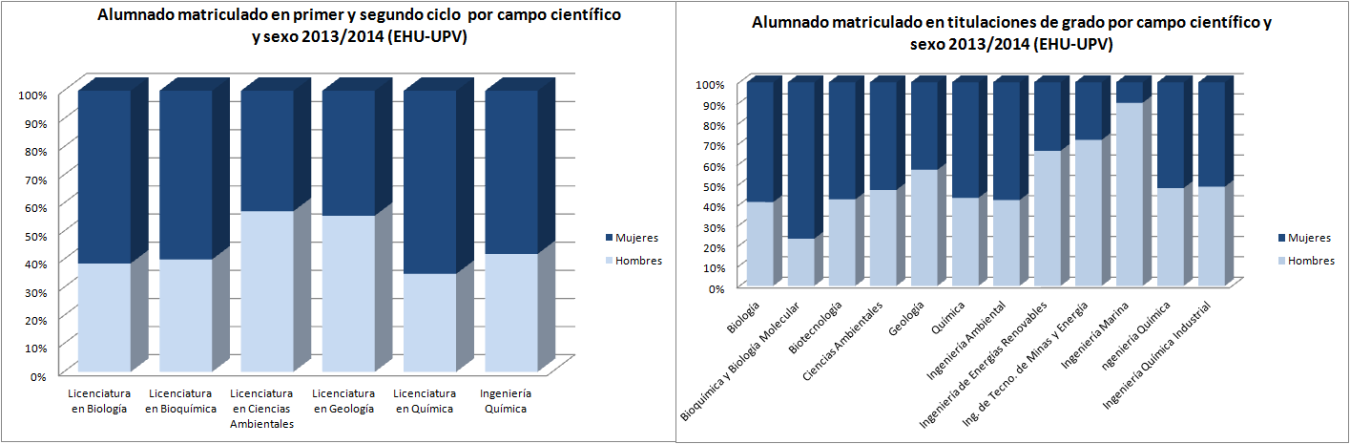 Alumnado matriculado en primer y segundo ciclo por campo científico
y sexo 2013/2014 (EHU-UPV)
100%
90%
80%
70%
60%
50%
40%
30%
20%
10%
0%
Licenciatura
en Biología
Licenciatura
en Bioquímica
Licenciatura
en Ciencias
Ambientales
Licenciatura
en Geología
Licenciatura
en Química
Ingeniería
Química
Mujeres
Hombres
Alumnado matriculado en titulaciones de grado por campo científico y
sexo 2013/2014 (EHU-UPV)
100%
90%
80%
70%
60%
50%
40%
30%
20%
10%
0%
Biología
Bioquímica y Biología Molecular
Biotecnología
Ciencias Ambientales
Geología
Química
Ingeniería Ambiental
Ingeniería de Energías Renovables
Ing. de Tecno. de Minas y Energía
Ingeniería Marina
ngeniería Química
Ingeniería Química Industrial
Mujeres
Hombres